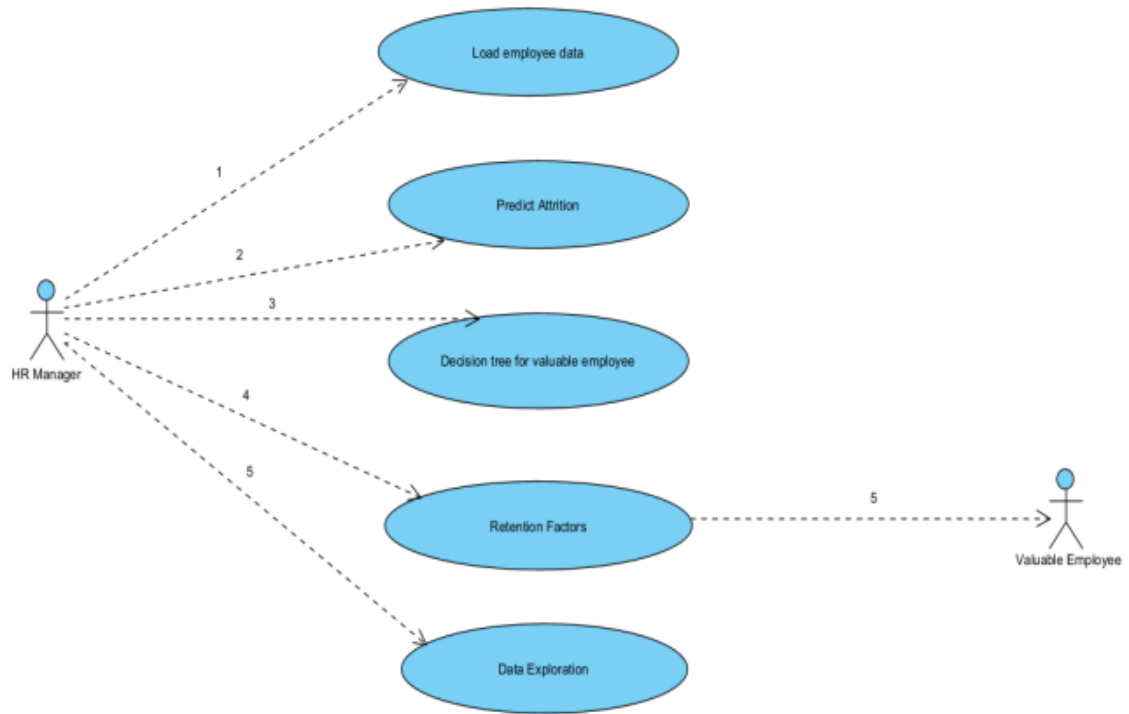 Load employee data
1
Predict Attrition
2
3
HR Manager
Decision tree for valuable employee
4
5
Retention Factors
5
Valuable Employee
Data Exploration